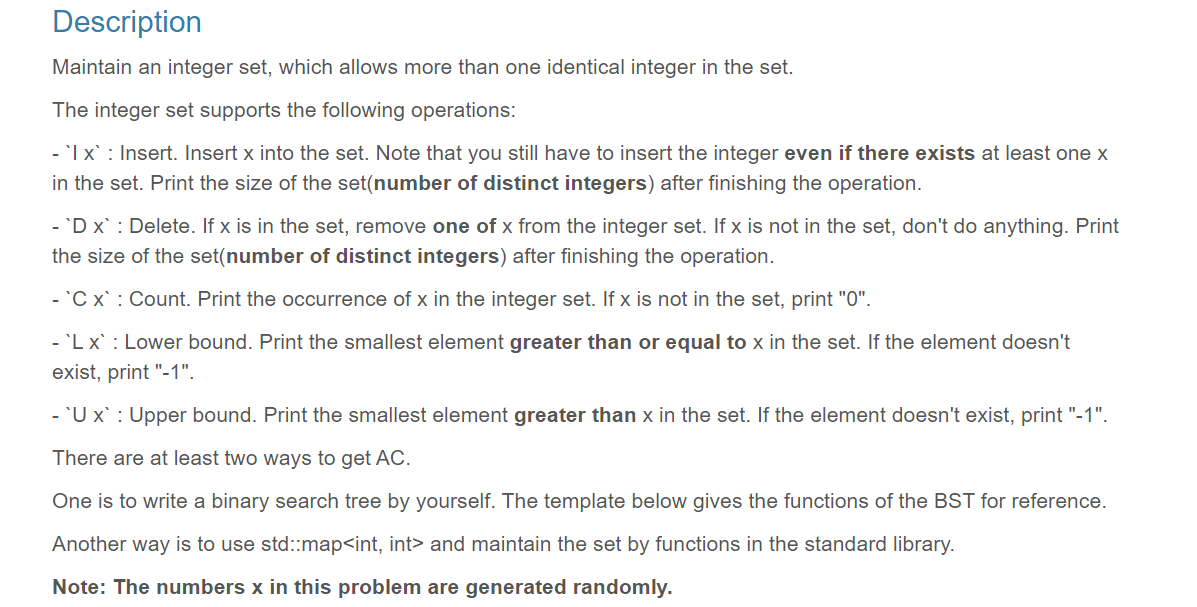 Description
Maintain an integer set, which allows more than one identical integer in the set.
The integer set supports the following operations:
- `I x` : Insert. Insert x into the set. Note that you still have to insert the integer even if there exists at least one x
in the set. Print the size of the set(number of distinct integers) after finishing the operation.
- `D x` : Delete. If x is in the set, remove one of x from the integer set. If x is not in the set, don't do anything. Print
the size of the set(number of distinct integers) after finishing the operation.
- `C x` : Count. Print the occurrence of x in the integer set. If x is not in the set, print "0".
- `L x` : Lower bound. Print the smallest element greater than or equal to x in the set. If the element doesn't
exist, print "-1".
- `U x` : Upper bound. Print the smallest element greater than x in the set. If the element doesn't exist, print "-1".
There are at least two ways to get AC.
One is to write a binary search tree by yourself. The template below gives the functions of the BST for reference.
Another way is to use std::map<int, int> and maintain the set by functions in the standard library.
Note: The numbers x in this problem are generated randomly.